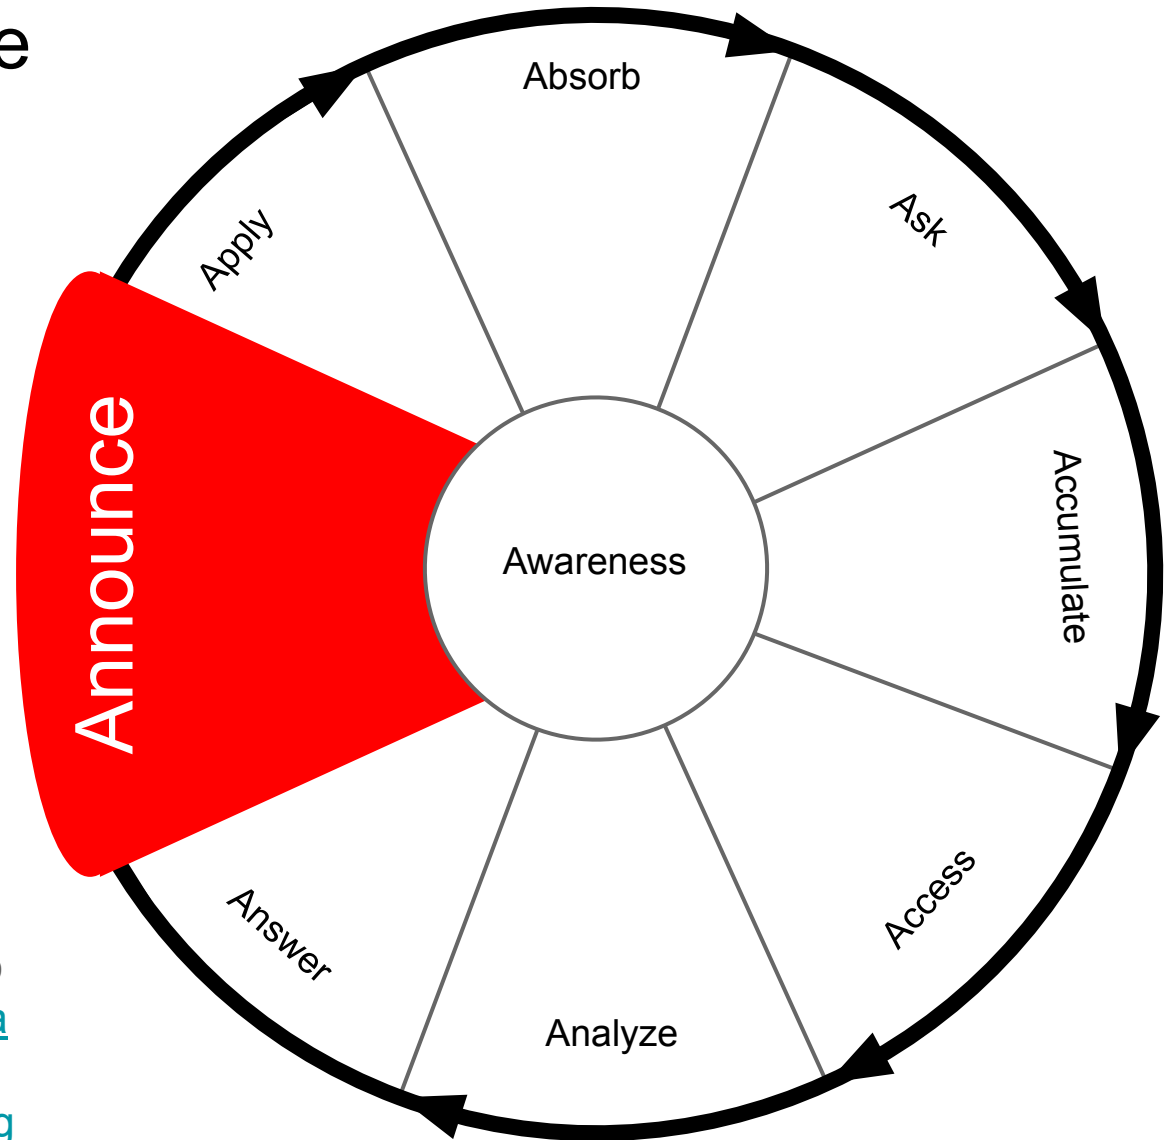 e
Absorb
Ask
Accumulate
Access
Analyze
Answer
Announce
Apply
Awareness
a
g